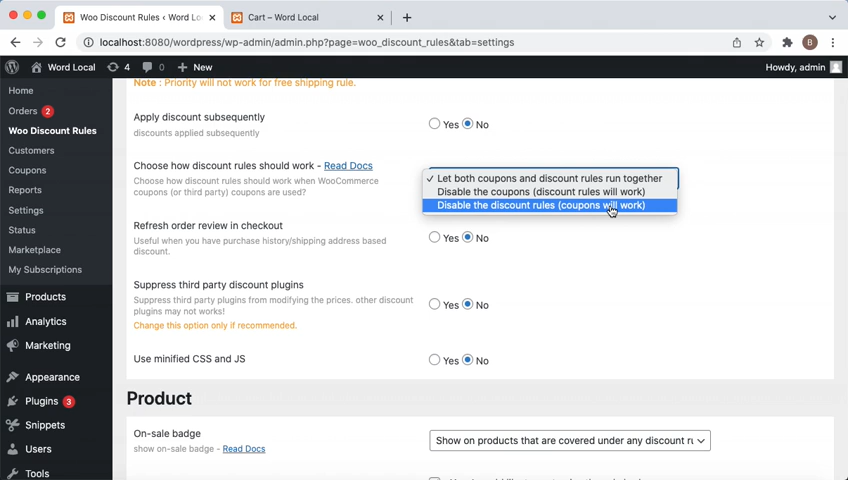 Woo Discount Rules ‹ Word Lo
Cart – Word Local
localhost:8080/wordpress/wp-admin/admin.php?page=woo_discount_rules&tab=settings
B
Word Local
4
0
New
Howdy, admin
Home
Orders 2
Woo Discount Rules
Customers
Coupons
Reports
Settings
Status
Marketplace
My Subscriptions
Products
Analytics
Marketing
Appearance
Plugins 3
Snippets
Users
Tools
Note : Priority will not work for free shipping rule.
Apply discount subsequently
discounts applied subsequently
Yes No
Choose how discount rules should work - Read Docs
Choose how discount rules should work when WooCommerce
coupons (or third party) coupons are used?
✓ Let both coupons and discount rules run together
Disable the coupons (discount rules will work)
Disable the discount rules (coupons will work)
Refresh order review in checkout
Useful when you have purchase history/shipping address based
discount.
Yes No
Suppress third party discount plugins
Suppress third party plugins from modifying the prices. other discount
plugins may not works!
Change this option only if recommended.
Yes No
Use minified CSS and JS
Yes No
Product
On-sale badge
show on-sale badge - Read Docs
Show on products that are covered under any discount ru